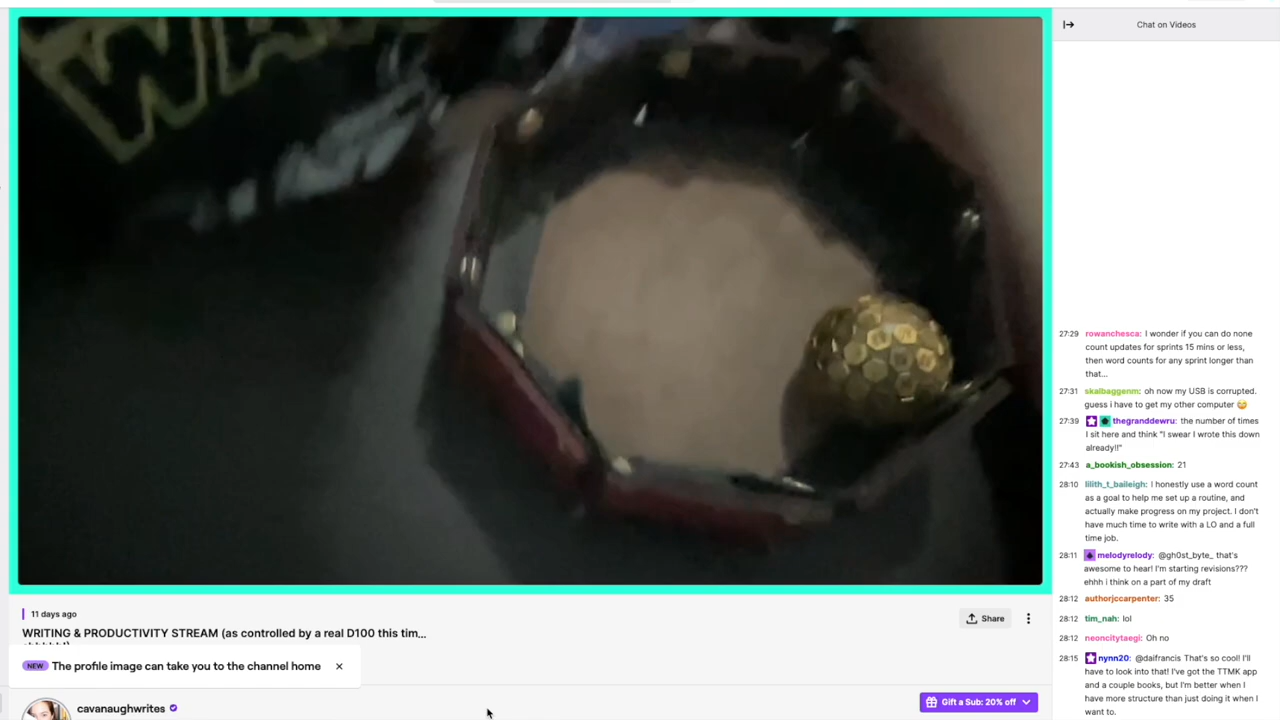 WA
Chat on Videos
27:29 rowanchesca: I wonder if you can do none
count updates for sprints 15 mins or less,
then word counts for any sprint longer than
that...
27:31 skalbaggenm: oh now my USB is corrupted.
guess i have to get my other computer 😅
27:39 thegranddewru: the number of times
I sit here and think "I swear I wrote this down
already!!"
27:43 a_bookish_obsession: 21
28:10 lilith_t_baileigh: I honestly use a word count
as a goal to help me set up a routine, and
actually make progress on my project. I don't
have much time to write with a LO and a full
time job.
28:11 melodyrelody: @gh0st_byte_ that's
awesome to hear! I'm starting revisions???
ehhh i think on a part of my draft
28:12 authorjccarpenter: 35
28:12 tim_nah: lol
28:12 neoncitytaegi: Oh no
28:15 nynn20: @daifrancis That's so cool! I'll
have to look into that! I've got the TTMK app
and a couple books, but I'm better when I
have more structure than just doing it when I
want to.
11 days ago
Share
WRITING & PRODUCTIVITY STREAM (as controlled by a real D100 this tim...
NEW The profile image can take you to the channel home
cavanaughwrites
Gift a Sub: 20% off